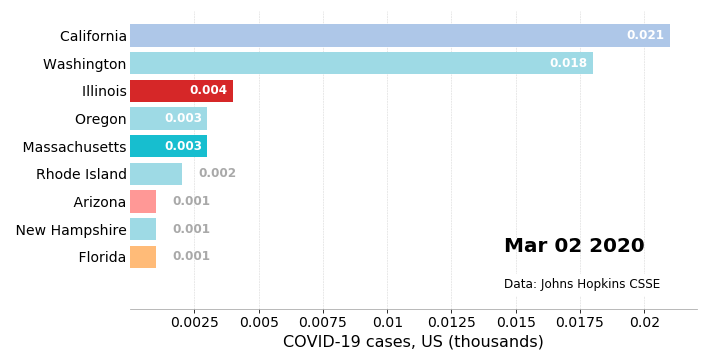 California 0.021
Washington 0.018
Illinois 0.004
Oregon 0.003
Massachusetts 0.003
Rhode Island 0.002
Arizona 0.001
New Hampshire 0.001
Florida 0.001
Mar 02 2020
Data: Johns Hopkins CSSE
0.0025 0.005 0.0075 0.01 0.0125 0.015 0.0175 0.02
COVID-19 cases, US (thousands)